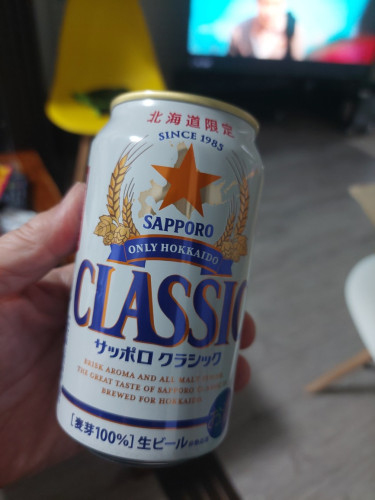 北海道限定
SINCE 1985
SAPPORO
ONLY HOKKAIDO
CLASSIC
サッポロ クラシック
BRISK AROMA AND ALL MALT
THE GREAT TASTE OF SAPPORO
BREWED FOR HOKKAIDO
[麦芽100%] 生ビール